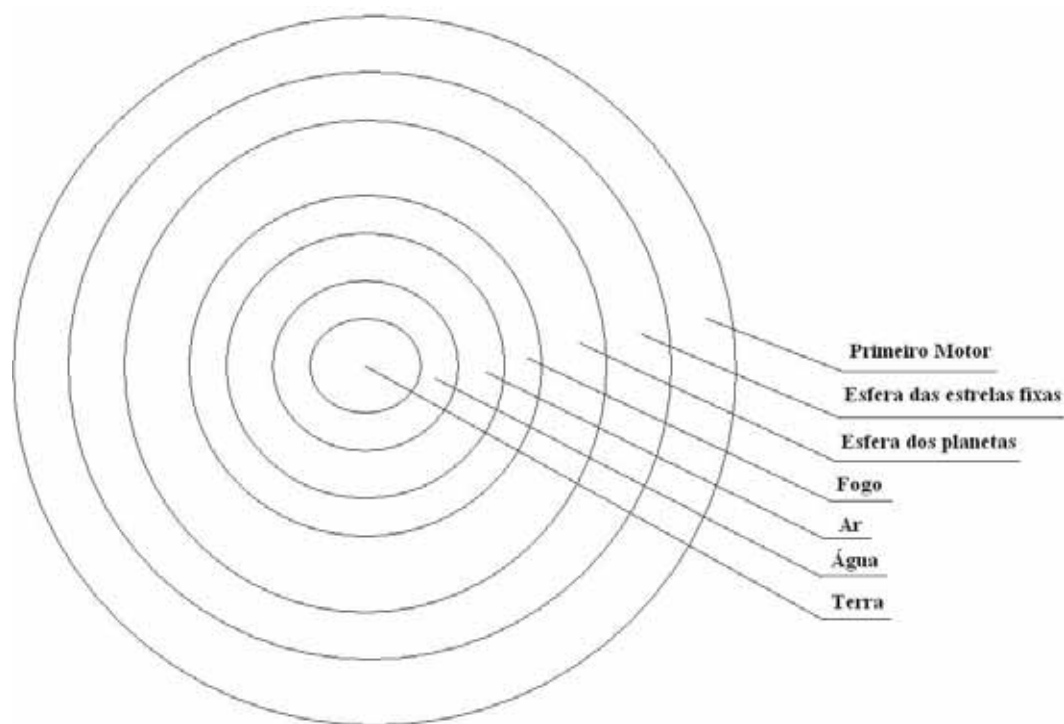 Primeiro Motor
Esfera das estrelas fixas
Esfera dos planetas
Fogo
Ar
Água
Terra